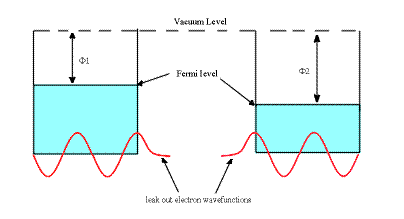 Vacuum Level
Φ1
Fermi level
Φ2
leak out electron wavefunctions